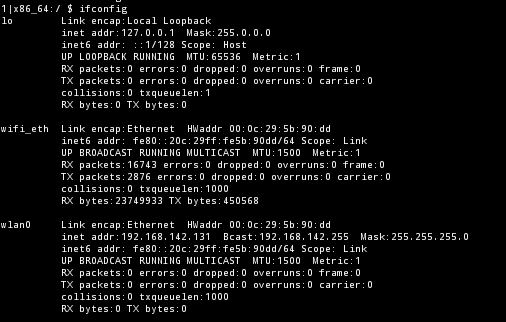 1|x86_64:/ $ ifconfig
lo        Link encap:Local Loopback
          inet addr:127.0.0.1  Mask:255.0.0.0
          inet6 addr: ::1/128 Scope: Host
          UP LOOPBACK RUNNING  MTU:65536  Metric:1
          RX packets:0 errors:0 dropped:0 overruns:0 frame:0
          TX packets:0 errors:0 dropped:0 overruns:0 carrier:0
          collisions:0 txqueuelen:1
          RX bytes:0 TX bytes:0

wifi_eth  Link encap:Ethernet  HWaddr 00:0c:29:5b:90:dd
          inet6 addr: fe80::20c:29ff:fe5b:90dd/64 Scope: Link
          UP BROADCAST RUNNING MULTICAST  MTU:1500  Metric:1
          RX packets:16743 errors:0 dropped:0 overruns:0 frame:0
          TX packets:2876 errors:0 dropped:0 overruns:0 carrier:0
          collisions:0 txqueuelen:1000
          RX bytes:23749933 TX bytes:450568

wlan0     Link encap:Ethernet  HWaddr 00:0c:29:5b:90:dd
          inet addr:192.168.142.131  Bcast:192.168.142.255  Mask:255.255.255.0
          inet6 addr: fe80::20c:29ff:fe5b:90dd/64 Scope: Link
          UP BROADCAST RUNNING MULTICAST  MTU:1500  Metric:1
          RX packets:0 errors:0 dropped:0 overruns:0 frame:0
          TX packets:0 errors:0 dropped:0 overruns:0 carrier:0
          collisions:0 txqueuelen:1000
          RX bytes:0 TX bytes:0